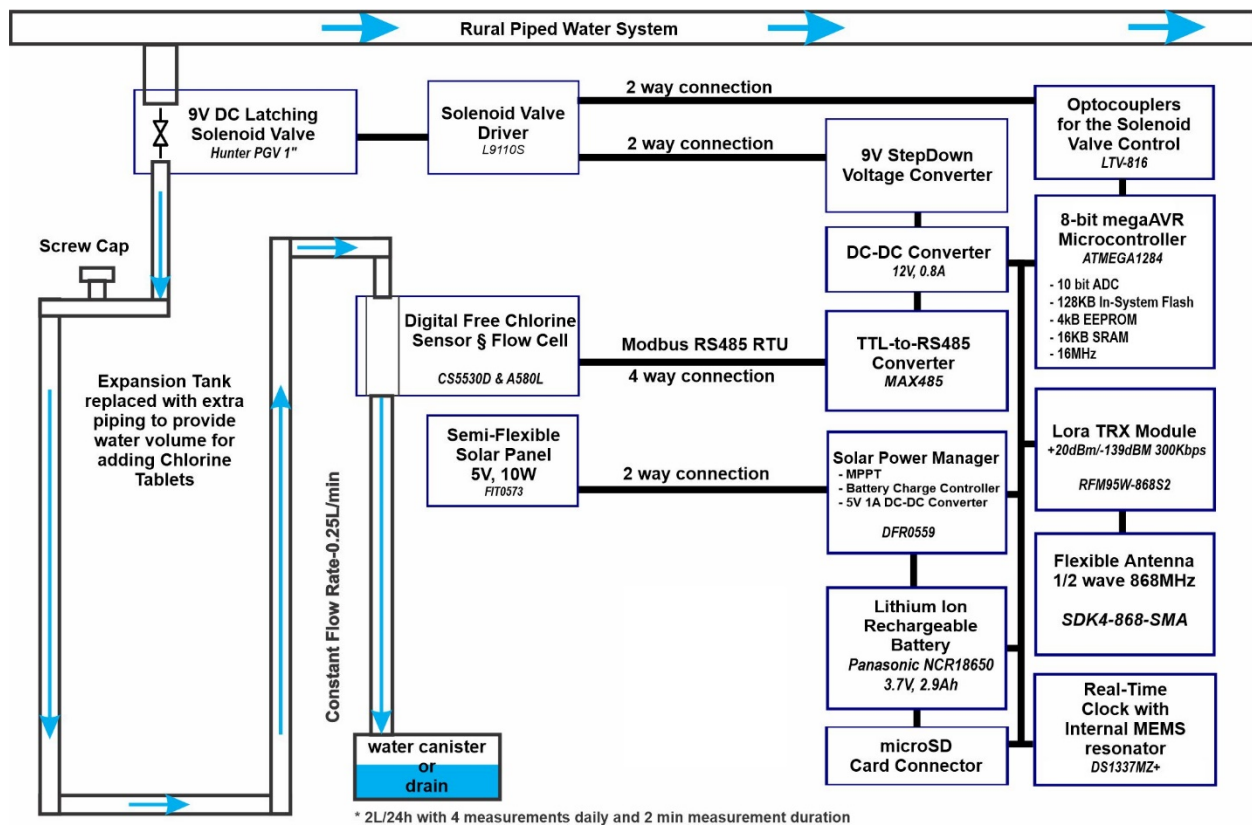 Rural Piped Water System
9V DC Latching
Solenoid Valve
Hunter PGV 1"
Solenoid Valve
Driver
L9110S
2 way connection
2 way connection
Optocouplers
for the Solenoid
Valve Control
LTV-816
9V StepDown
Voltage Converter
8-bit megaAVR
Microcontroller
ATMEGA1284
- 10 bit ADC
- 128KB In-System Flash
- 4kB EEPROM
- 16KB SRAM
- 16MHz
Screw Cap
DC-DC Converter
12V, 0.8A
Digital Free Chlorine
Sensor § Flow Cell
CS5530D & A580L
Modbus RS485 RTU
4 way connection
TTL-to-RS485
Converter
MAX485
Expansion Tank
replaced with extra
piping to provide
water volume for
adding Chlorine
Tablets
Semi-Flexible
Solar Panel
5V, 10W
FIT0573
2 way connection
Solar Power Manager
- MPPT
- Battery Charge Controller
- 5V 1A DC-DC Converter
DFR0559
Lora TRX Module
+20dBm/-139dBM 300Kbps
RFM95W-868S2
Flexible Antenna
1/2 wave 868MHz
SDK4-868-SMA
Constant Flow Rate-0.25L/min
Lithium Ion
Rechargeable
Battery
Panasonic NCR18650
3.7V, 2.9Ah
Real-Time
Clock with
Internal MEMS
resonator
DS1337MZ+
microSD
Card Connector
water canister
or
drain
* 2L/24h with 4 measurements daily and 2 min measurement duration